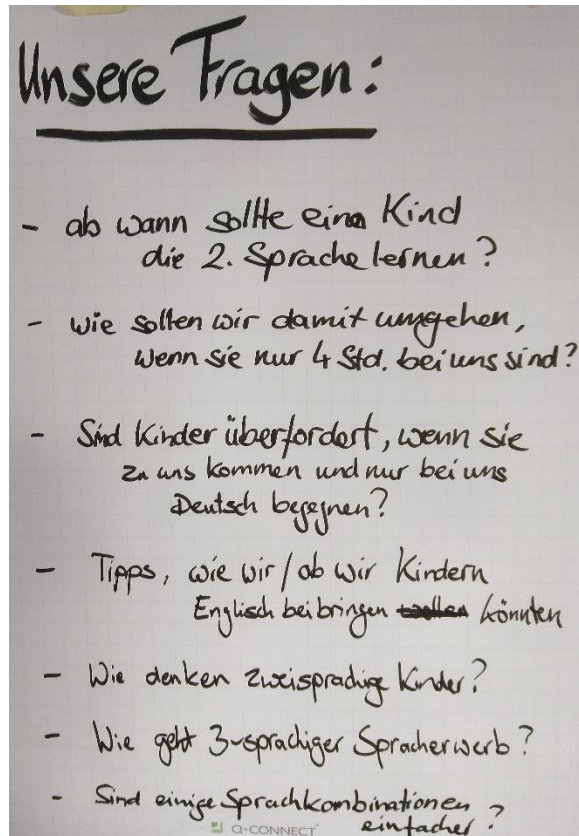 Unsere Fragen:
- ab wann sollte ein Kind
die 2. Sprache lernen?
- wie sollen wir damit umgehen,
wenn sie nur 4 Std. bei uns sind?
- Sind Kinder überfordert, wenn sie
zu uns kommen und nur bei uns
Deutsch begegnen?
- Tipps, wie wir / ob wir Kindern
Englisch beibringen wollen könnten
- Wie denken zweisprachige Kinder?
- Wie geht 3-sprachiger Spracherwerb?
- Sind einige Sprachkombinationen
einfacher?
Q-CONNECT